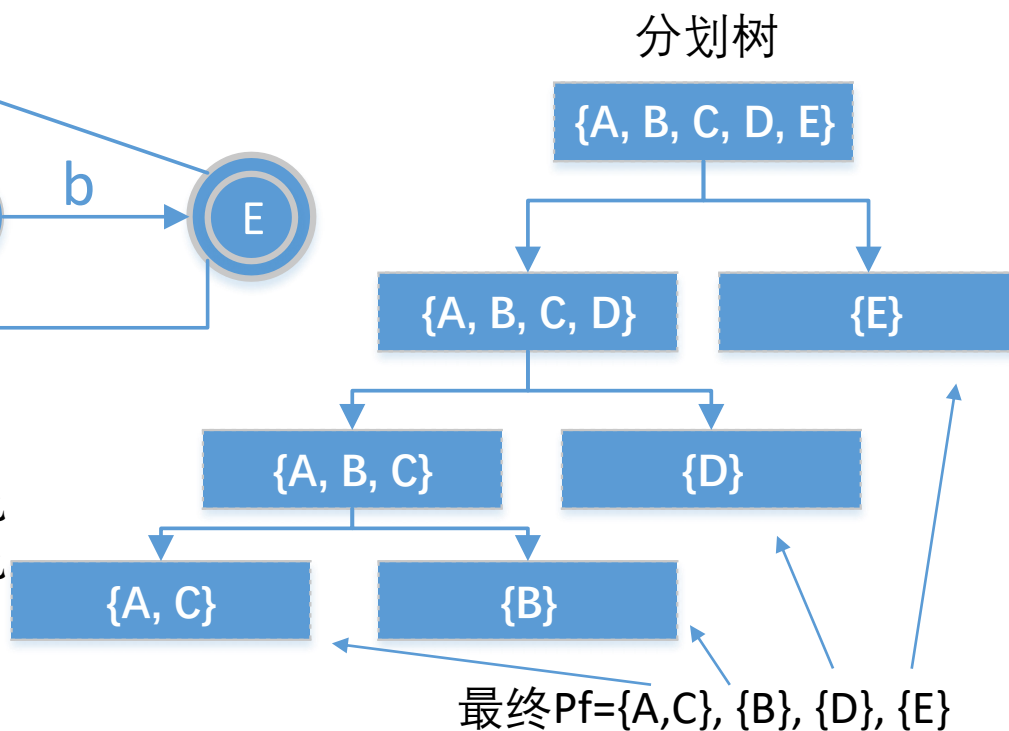 分划树
{A, B, C, D, E}
b
E
{A, B, C, D}
{E}
{A, B, C}
{D}
{A, C}
{B}
最终Pf={A,C}, {B}, {D}, {E}